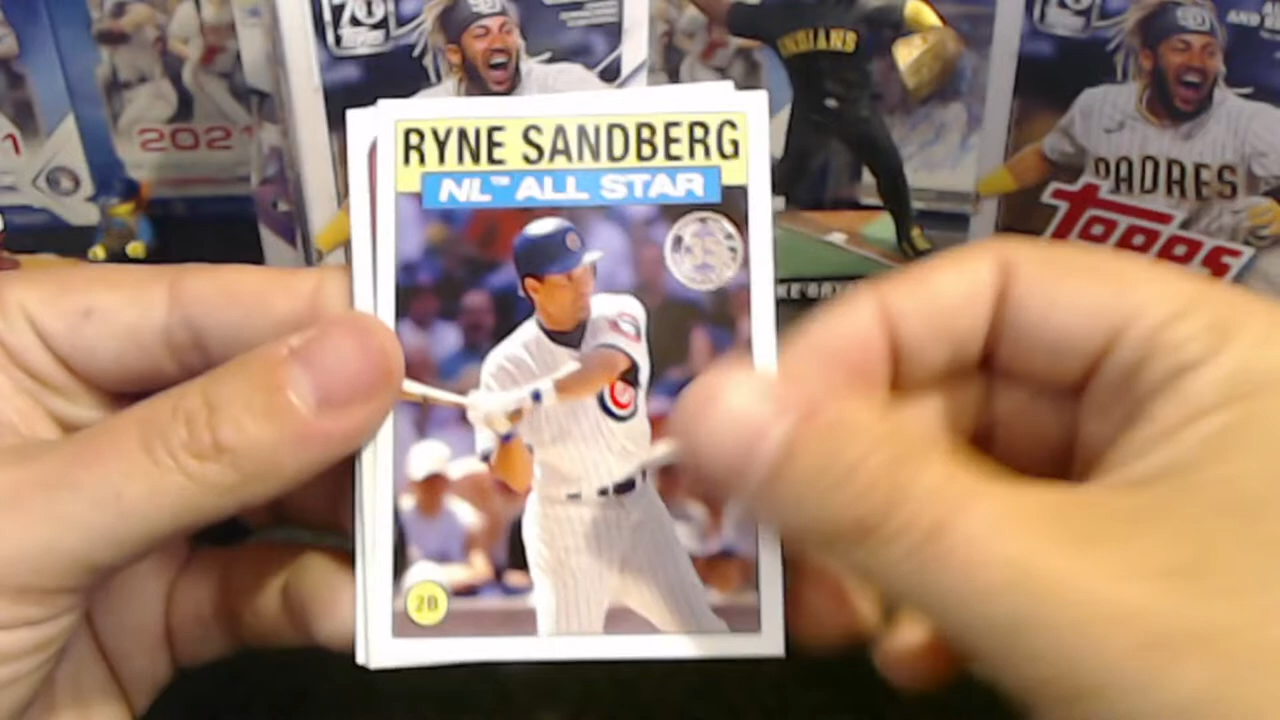 INDIANS
2021
PADRES
TOPPS
RYNE SANDBERG
NL™ ALL STAR
2B